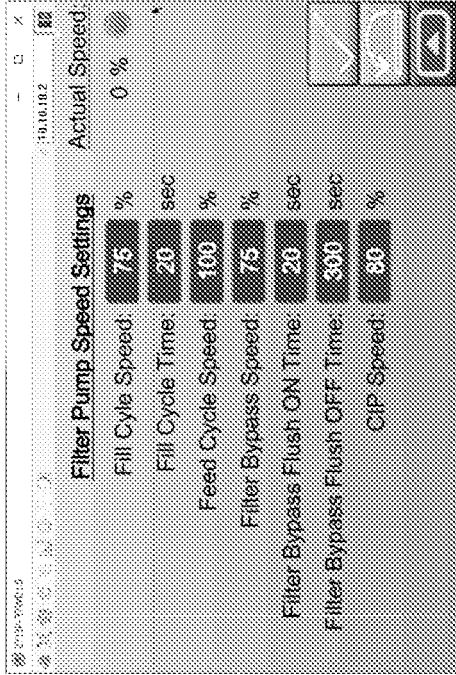 10.10.18.2
Filter Pump Speed Settings
Actual Speed:
Fill Cyle Speed: 75 %
0 %
Fill Cycle Time: 20 sec
Feed Cycle Speed: 100 %
Filter Bypass Speed: 75 %
Filter Bypass Flush ON Time: 20 sec
Filter Bypass Flush OFF Time: 300 sec
CIP Speed: 80 %